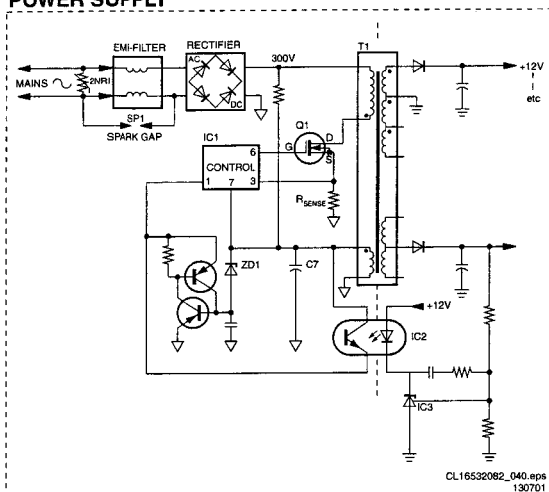 POWER SUPPLY
EMI-FILTER
RECTIFIER
T1
AC
300V
+12V
MAINS
2NR1
etc
DC
SP1
SPARK GAP
Q1
D
IC1
G
S
6
CONTROL
1
7
3
RSENSE
ZD1
C7
+12V
IC2
IC3
CL16532082_040.eps
130701